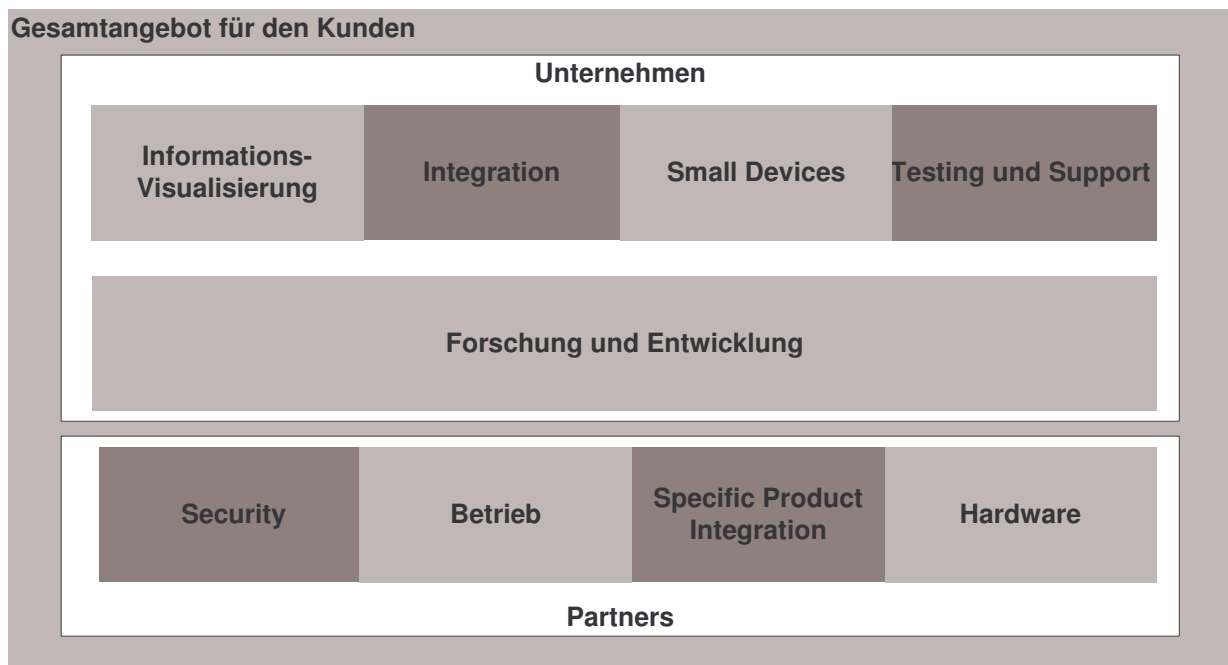 Gesamtangebot für den Kunden
Unternehmen
Informations-
Visualisierung
Integration
Small Devices
Testing und Support
Forschung und Entwicklung
Security
Betrieb
Specific Product
Integration
Hardware
Partners